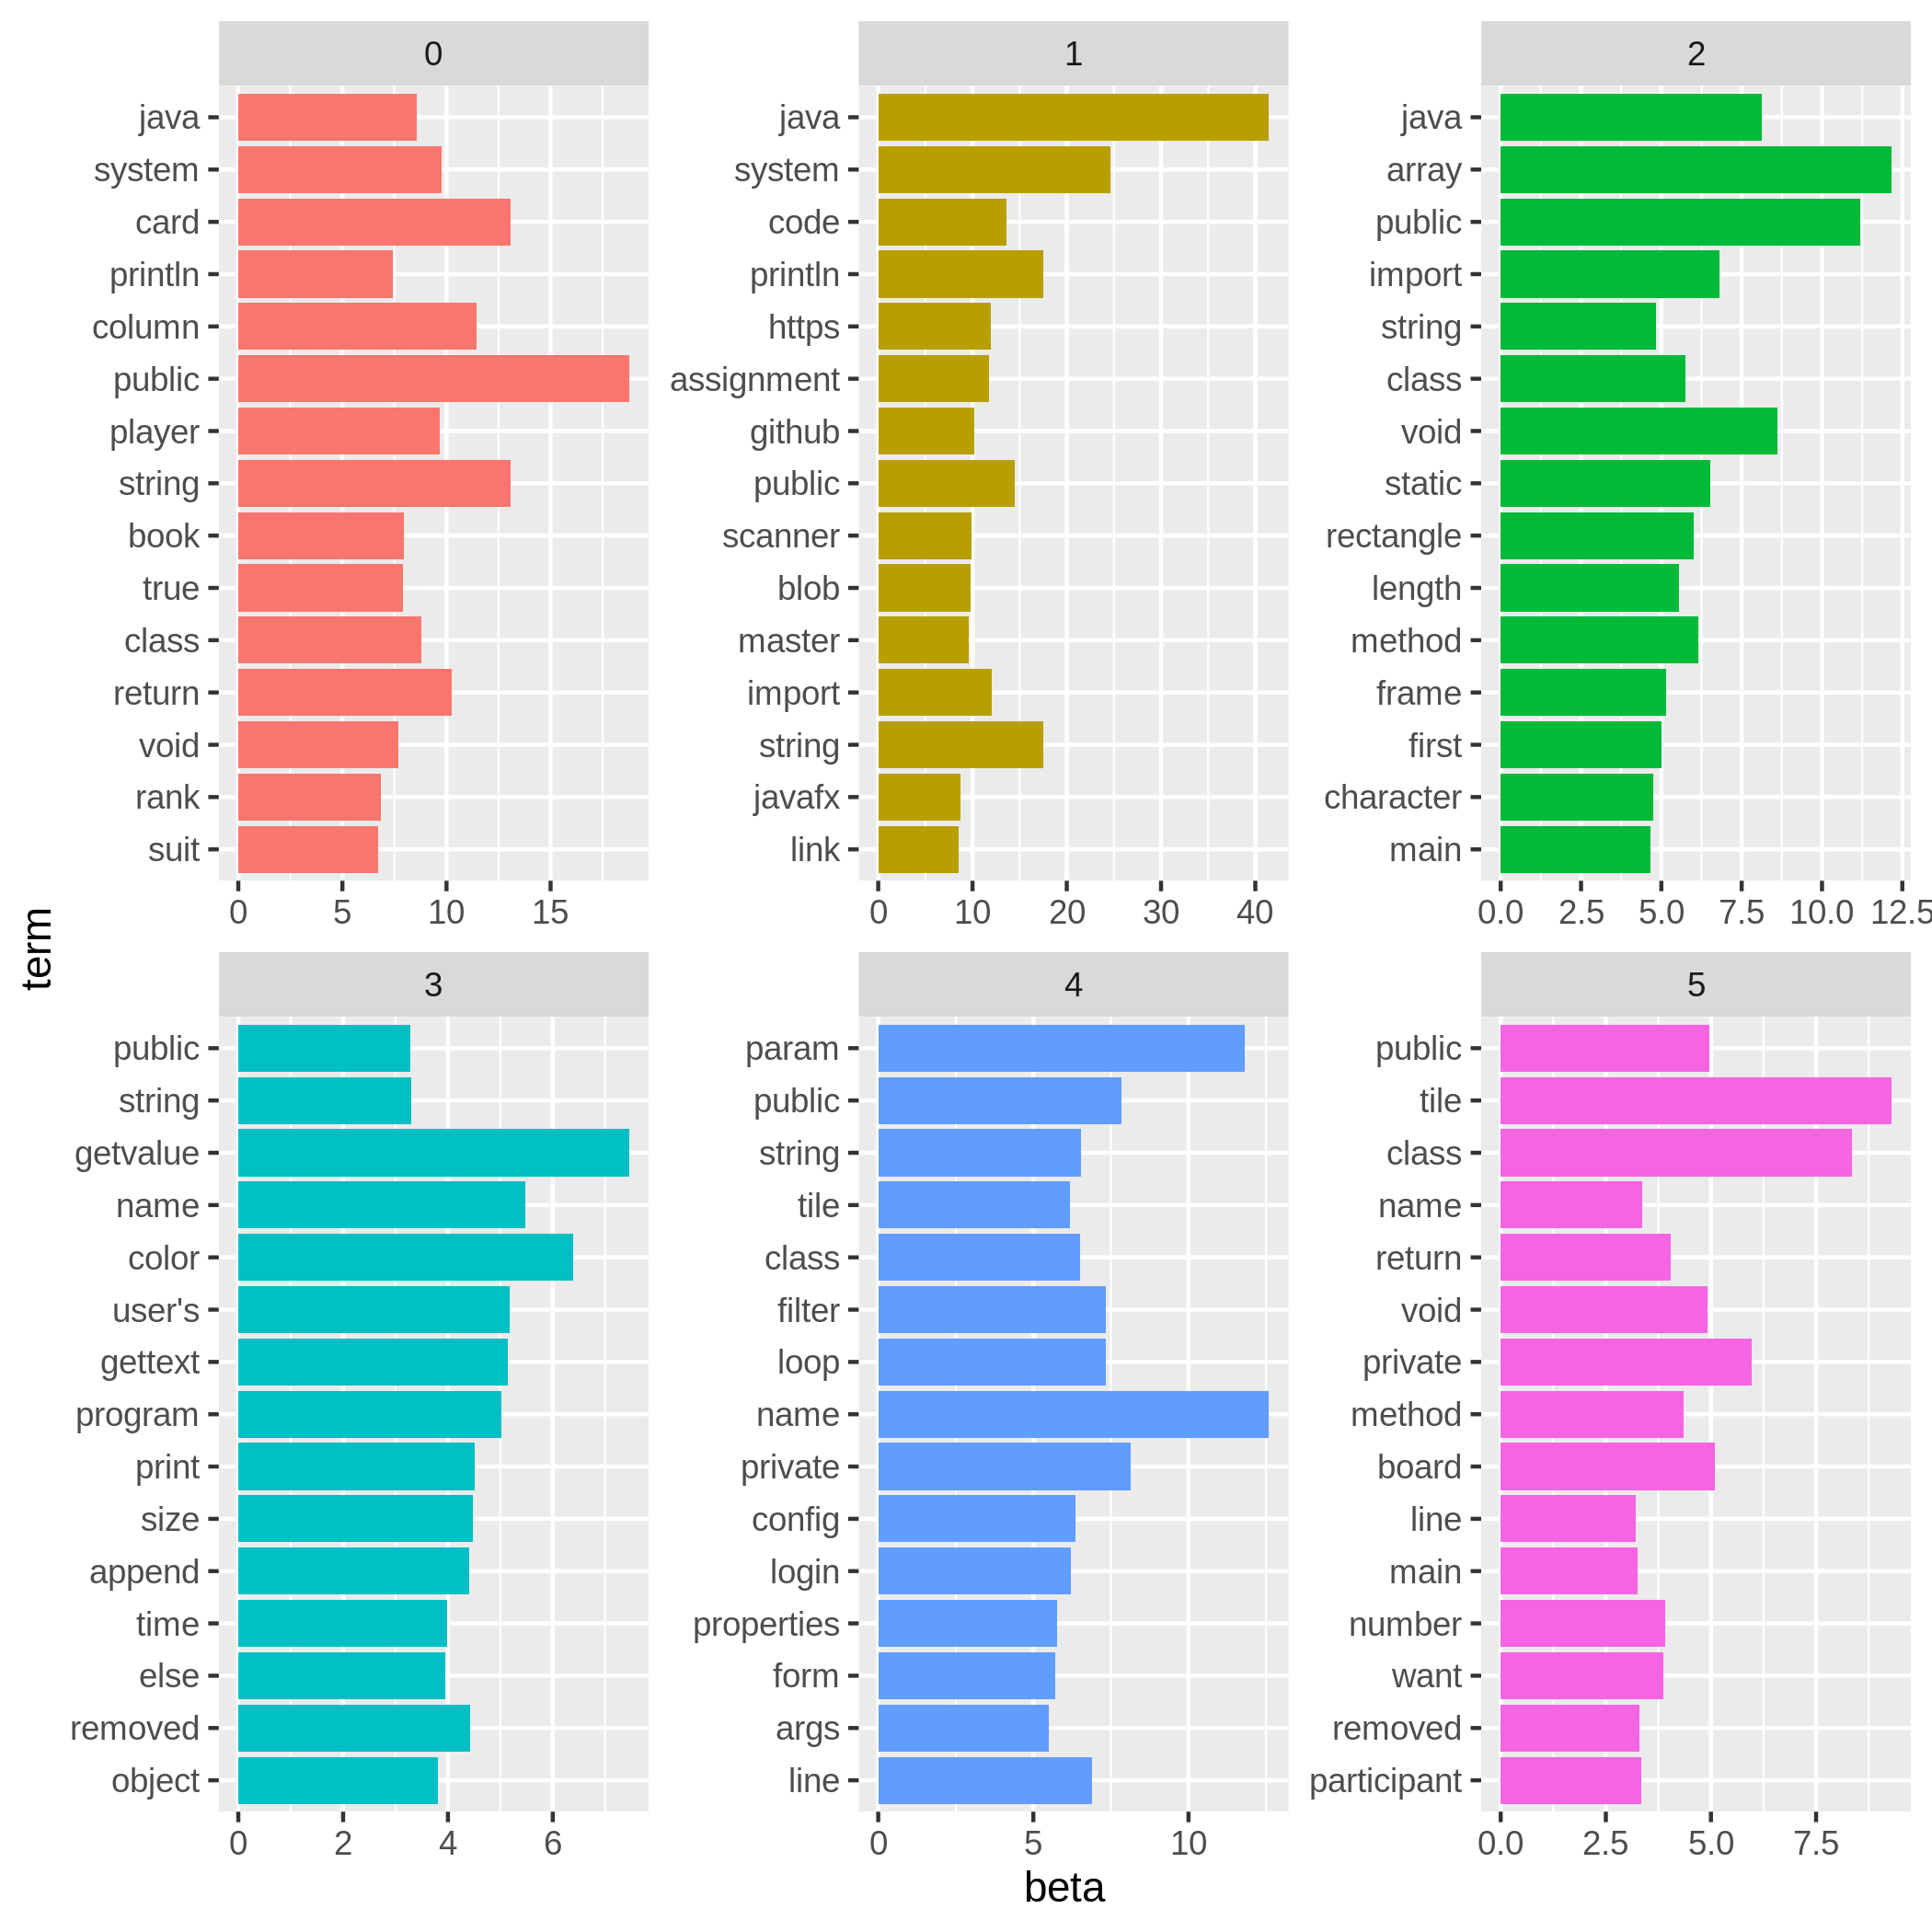 0
java
system
card
println
column
public
player
string
book
true
class
return
void
rank
suit
0 5 10 15
1
java
system
code
println
https
assignment
github
public
scanner
blob
master
import
string
javafx
link
0 10 20 30 40
2
java
array
public
import
string
class
void
static
rectangle
length
method
frame
first
character
main
0.0 2.5 5.0 7.5 10.0 12.5
term
3
public
string
getvalue
name
color
user's
gettext
program
print
size
append
time
else
removed
object
0 2 4 6
4
param
public
string
tile
class
filter
loop
name
private
config
login
properties
form
args
line
0 5 10
5
public
tile
class
name
return
void
private
method
board
line
main
number
want
removed
participant
0.0 2.5 5.0 7.5
beta